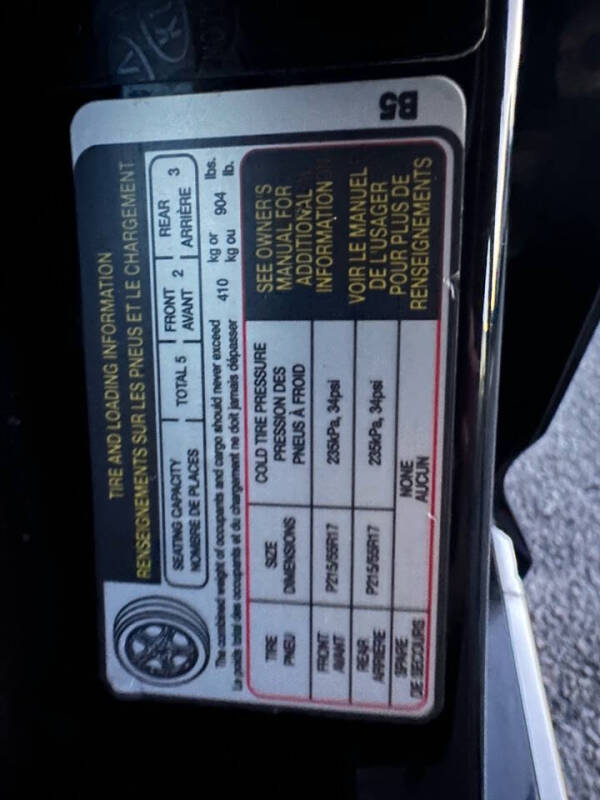 B5
TIRE AND LOADING INFORMATION
RENSEIGNEMENTS SUR LES PNEUS ET LE CHARGEMENT
SEATING CAPACITY TOTAL 5 FRONT 2 REAR 3
NOMBRE DE PLACES AVANT ARRIÈRE
The combined weight of occupants and cargo should never exceed 410 kg or 904 lbs.
Le poids total des occupants et du chargement ne doit jamais dépasser kg ou lb.
TIRE SIZE COLD TIRE PRESSURE
PNEU DIMENSIONS PRESSION DES
PNEUS À FROID
FRONT P215/55R17 235kPa, 34psi
AVANT
REAR P215/55R17 235kPa, 34psi
ARRIÈRE
SPARE NONE
DE SECOURS AUCUN
SEE OWNER'S
MANUAL FOR
ADDITIONAL
INFORMATION
VOIR LE MANUEL
DE L'USAGER
POUR PLUS DE
RENSEIGNEMENTS